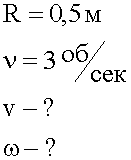 R = 0,5 м
ν = 3 об/сек
v – ?
ω – ?